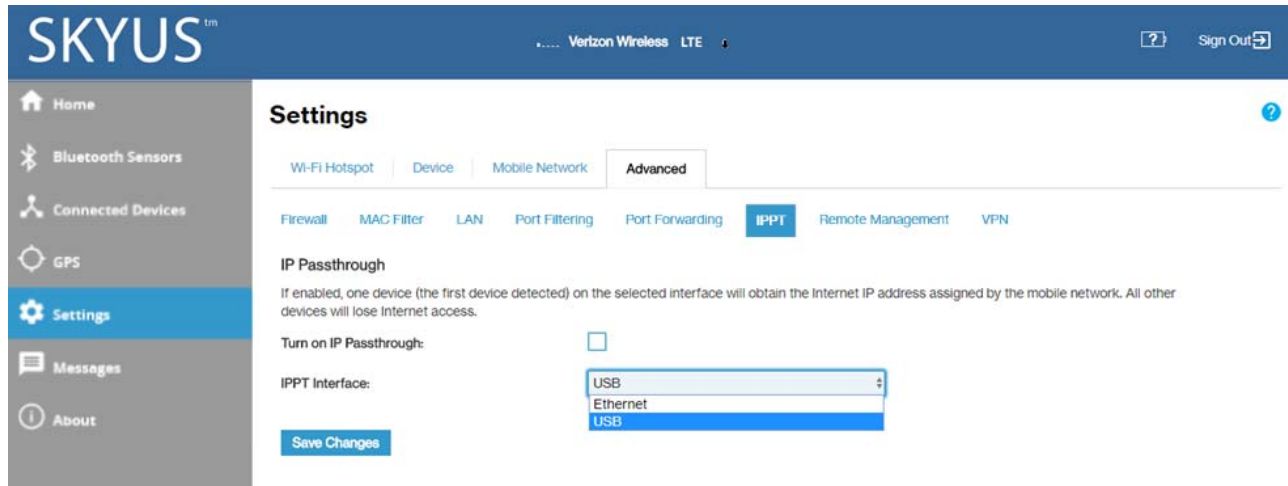 SKYUS™
Verizon Wireless LTE
?
Sign Out
Home
Bluetooth Sensors
Connected Devices
GPS
Settings
Messages
About
Settings
?
Wi-Fi Hotspot Device Mobile Network Advanced
Firewall MAC Filter LAN Port Filtering Port Forwarding IPPT Remote Management VPN
IP Passthrough
If enabled, one device (the first device detected) on the selected interface will obtain the Internet IP address assigned by the mobile network. All other
devices will lose Internet access.
Turn on IP Passthrough:
IPPT Interface:
USB
Ethernet
USB
Save Changes